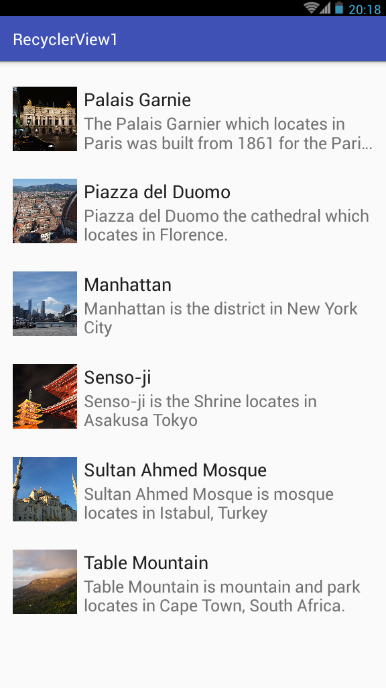 20:18
RecyclerView1
Palais Garnie
The Palais Garnier which locates in
Paris was built from 1861 for the Pari...
Piazza del Duomo
Piazza del Duomo the cathedral which
locates in Florence.
Manhattan
Manhattan is the district in New York
City
Senso-ji
Senso-ji is the Shrine locates in
Asakusa Tokyo
Sultan Ahmed Mosque
Sultan Ahmed Mosque is mosque
locates in Istabul, Turkey
Table Mountain
Table Mountain is mountain and park
locates in Cape Town, South Africa.